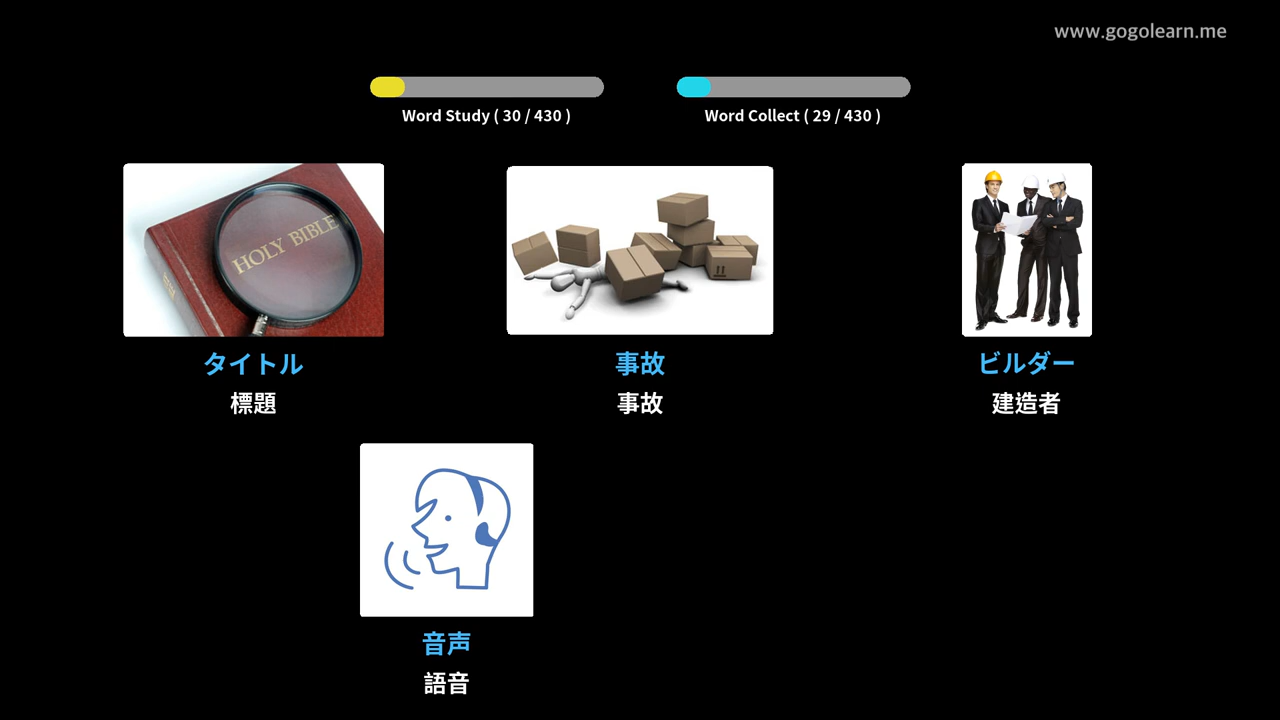 www.gogolearn.me
Word Study ( 30 / 430 )
Word Collect ( 29 / 430 )
HOLY BIBLE
タイトル
標題
事故
事故
ビルダー
建造者
音声
語音